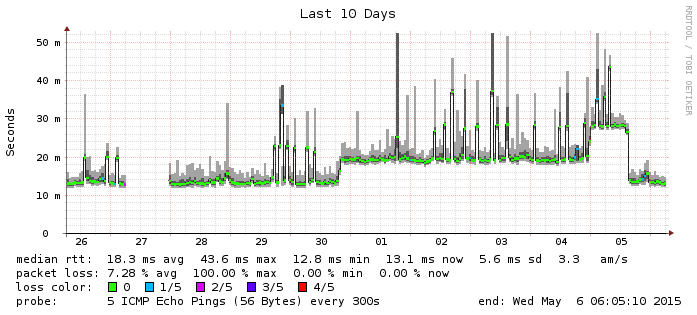 Last 10 Days
RRDTOOL / TOBI OETIKER
Seconds
50 m
40 m
30 m
20 m
10 m
0
26 27 28 29 30 01 02 03 04 05
median rtt: 18.3 ms avg 43.6 ms max 12.8 ms min 13.1 ms now 5.6 ms sd 3.3 am/s
packet loss: 7.28 % avg 100.00 % max 0.00 % min 0.00 % now
loss color: 0 1/5 2/5 3/5 4/5
probe: 5 ICMP Echo Pings (56 Bytes) every 300s end: Wed May 6 06:05:10 2015